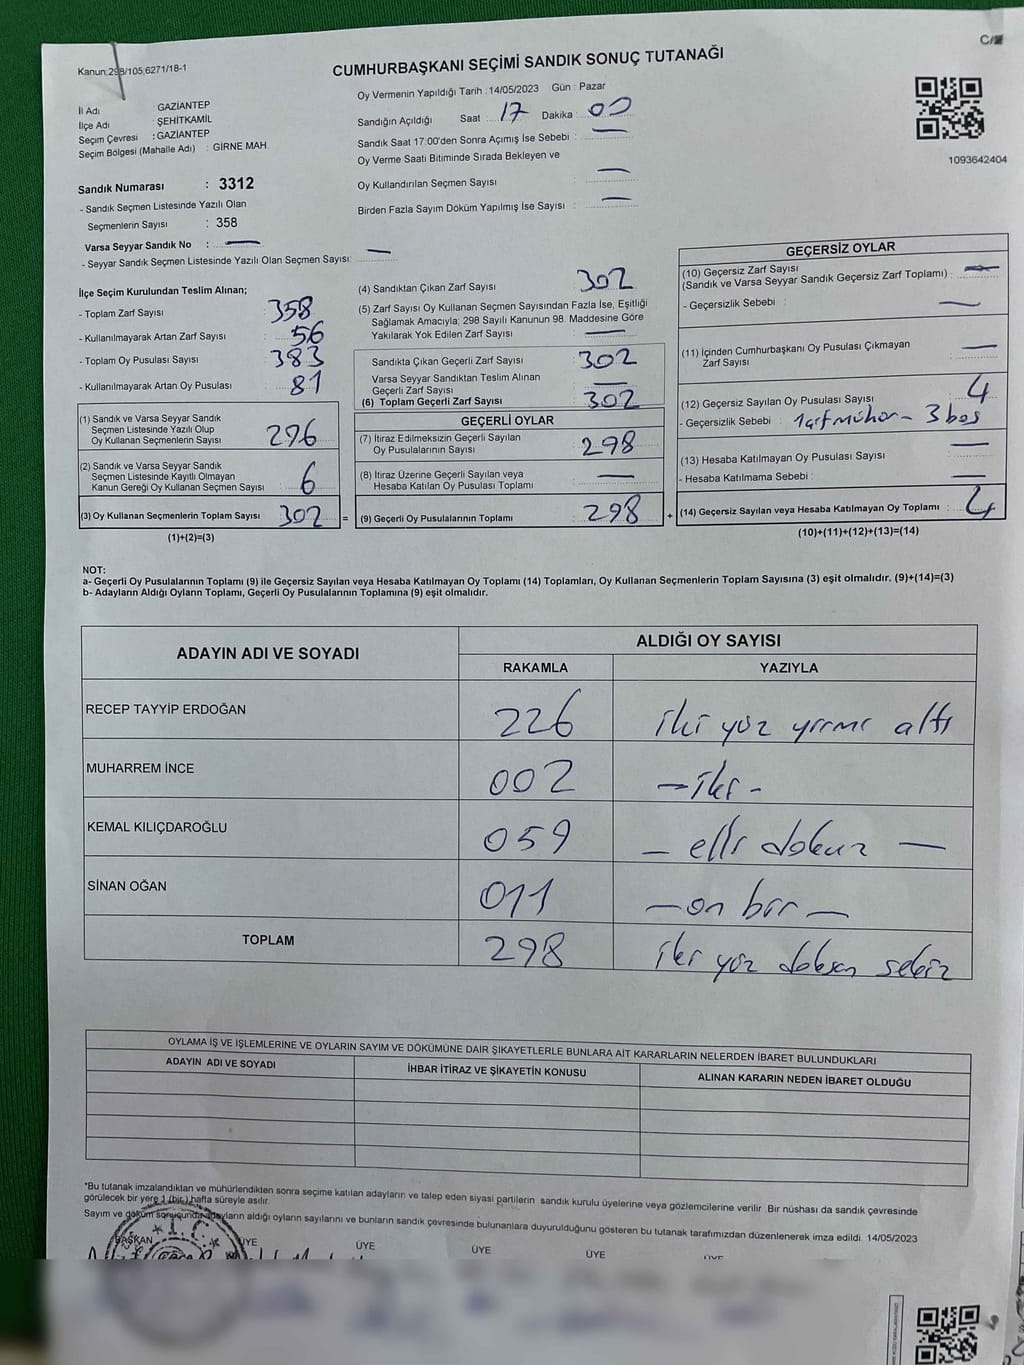 C/
Kanun:298/105,6271/18-1
CUMHURBAŞKANI SEÇİMİ SANDIK SONUÇ TUTANAĞI
Oy Vermenin Yapıldığı Tarih : 14/05/2023 Gün : Pazar
İl Adı : GAZİANTEP
İlçe Adı : ŞEHİTKAMİL
Seçim Çevresi : GAZİANTEP
Seçim Bölgesi (Mahalle Adı) : GİRNE MAH.
Sandığın Açıldığı Saat : 17 Dakika : 00
Sandık Saat 17:00'den Sonra Açımış İse Sebebi : —
Oy Verme Saati Bitiminde Sırada Bekleyen ve
Oy Kullandırılan Seçmen Sayısı : —
Birden Fazla Sayım Döküm Yapılmış İse Sayısı : —
1093642404
Sandık Numarası : 3312
- Sandık Seçmen Listesinde Yazılı Olan
Seçmenlerin Sayısı : 358
Varsa Seyyar Sandık No : —
- Seyyar Sandık Seçmen Listesinde Yazılı Olan Seçmen Sayısı: —
İlçe Seçim Kurulundan Teslim Alınan;
- Toplam Zarf Sayısı : 358
- Kullanılmayarak Artan Zarf Sayısı : 56
- Toplam Oy Pusulası Sayısı : 383
- Kullanılmayarak Artan Oy Pusulası : 81
(1) Sandık ve Varsa Seyyar Sandık
Seçmen Listesinde Yazılı Olup
Oy Kullanan Seçmenlerin Sayısı : 296
(2) Sandık ve Varsa Seyyar Sandık
Seçmen Listesinde Kayıtlı Olmayan
Kanun Gereği Oy Kullanan Seçmen Sayısı : 6
(3) Oy Kullanan Seçmenlerin Toplam Sayısı : 302 =
(1)+(2)=(3)
(4) Sandıktan Çıkan Zarf Sayısı : 302
(5) Zarf Sayısı Oy Kullanan Seçmen Sayısından Fazla İse, Eşitliği
Sağlamak Amacıyla; 298 Sayılı Kanunun 98. Maddesine Göre
Yakılarak Yok Edilen Zarf Sayısı : —
Sandıkta Çıkan Geçerli Zarf Sayısı : 302
Varsa Seyyar Sandıktan Teslim Alınan
Geçerli Zarf Sayısı : —
(6) Toplam Geçerli Zarf Sayısı : 302
GEÇERLİ OYLAR
(7) İtiraz Edilmeksizin Geçerli Sayılan
Oy Pusulalarının Sayısı : 298
(8) İtiraz Üzerine Geçerli Sayılan veya
Hesaba Katılan Oy Pusulası Toplamı : —
(9) Geçerli Oy Pusulalarının Toplamı : 298 +
GEÇERSİZ OYLAR
(10) Geçersiz Zarf Sayısı
(Sandık ve Varsa Seyyar Sandık Geçersiz Zarf Toplamı) : —
- Geçersizlik Sebebi : —
(11) İçinden Cumhurbaşkanı Oy Pusulası Çıkmayan
Zarf Sayısı : —
(12) Geçersiz Sayılan Oy Pusulası Sayısı : 4
- Geçersizlik Sebebi : 3 boş
(13) Hesaba Katılmayan Oy Pusulası Sayısı : —
- Hesaba Katılmama Sebebi : —
(14) Geçersiz Sayılan veya Hesaba Katılmayan Oy Toplamı : 4
(10)+(11)+(12)+(13)=(14)
NOT:
a- Geçerli Oy Pusulalarının Toplamı (9) ile Geçersiz Sayılan veya Hesaba Katılmayan Oy Toplamı (14) Toplamları, Oy Kullanan Seçmenlerin Toplam Sayısına (3) eşit olmalıdır. (9)+(14)=(3)
b- Adayların Aldığı Oyların Toplamı, Geçerli Oy Pusulalarının Toplamına (9) eşit olmalıdır.
ADAYIN ADI VE SOYADI ALDIĞI OY SAYISI
RAKAMLA YAZIYLA
RECEP TAYYİP ERDOĞAN 226 iki yüz yirmi altı
MUHARREM İNCE 002 - iki -
KEMAL KILIÇDAROĞLU 059 - elli dokuz -
SİNAN OĞAN 011 - on bir -
TOPLAM 298 iki yüz doksan sekiz
OYLAMA İŞ VE İŞLEMLERİNE VE OYLARIN SAYIM VE DÖKÜMÜNE DAİR ŞİKAYETLERLE BUNLARA AİT KARARLARIN NELERDEN İBARET BULUNDUKLARI
ADAYIN ADI VE SOYADI İHBAR İTİRAZ VE ŞİKAYETİN KONUSU ALINAN KARARIN NEDEN İBARET OLDUĞU
*Bu tutanak imzalandıktan ve mühürlendikten sonra seçime katılan adayların ve talep eden siyasi partilerin sandık kurulu üyelerine veya gözlemcilerine verilir. Bir nüshası da sandık çevresinde
görülecek bir yere 1 (bir) hafta süreyle asılır.
Sayım ve döküm sonucunda adayların aldığı oyların sayılarını ve bunların sandık çevresinde bulunanlara duyurulduğunu gösteren bu tutanak tarafımızdan düzenlenerek imza edildi. 14/05/2023
BAŞKAN ÜYE ÜYE ÜYE ÜYE ÜYE
T.C.